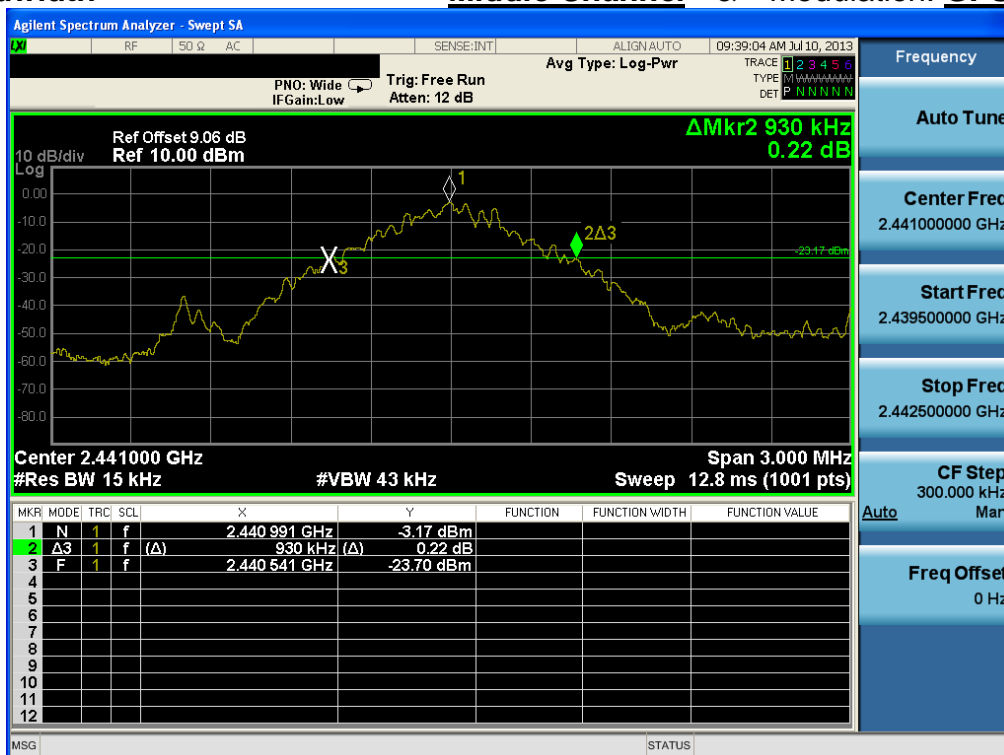 Middle Channel & Modulation: GFS
Agilent Spectrum Analyzer - Swept SA
LXI RF 50 Ω AC SENSE:INT ALIGN AUTO 09:39:04 AM Jul 10, 2013
PNO: Wide IFGain:Low
Trig: Free Run
Atten: 12 dB
Avg Type: Log-Pwr
TRACE 1 2 3 4 5 6
TYPE M
DET P N N N N N
ΔMkr2 930 kHz
0.22 dB
Ref Offset 9.06 dB
10 dB/div Ref 10.00 dBm
Log
0.00
-10.0
-20.0
-30.0
-40.0
-50.0
-60.0
-70.0
-80.0
1
2Δ3
3
-23.17 dBm
Center 2.441000 GHz Span 3.000 MHz
#Res BW 15 kHz #VBW 43 kHz Sweep 12.8 ms (1001 pts)
MKR MODE TRC SCL X Y FUNCTION FUNCTION WIDTH FUNCTION VALUE
1 N 1 f 2.440 991 GHz -3.17 dBm
2 Δ3 1 f (Δ) 930 kHz (Δ) 0.22 dB
3 F 1 f 2.440 541 GHz -23.70 dBm
4
5
6
7
8
9
10
11
12
MSG STATUS
Frequency
Auto Tune
Center Freq
2.441000000 GHz
Start Freq
2.439500000 GHz
Stop Freq
2.442500000 GHz
CF Step
300.000 kHz
Auto Man
Freq Offset
0 Hz